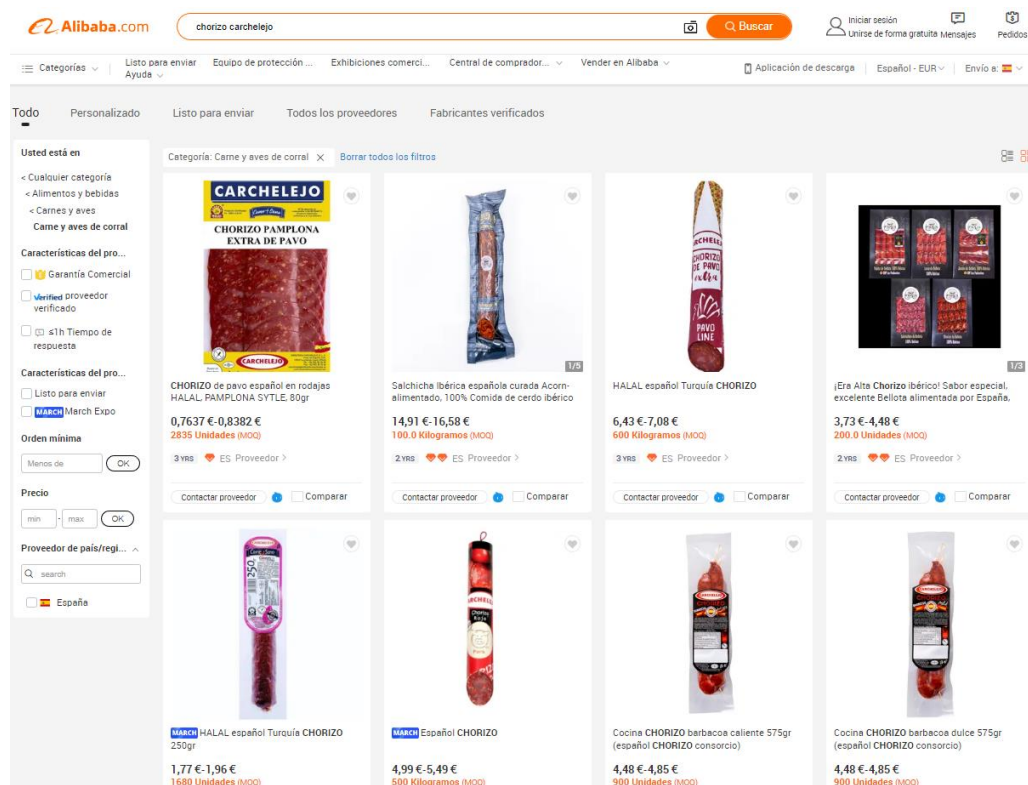 Alibaba.com
chorizo carchelejo
Buscar
Iniciar sesión
Unirse de forma gratuita
Mensajes
Pedidos
Categorías
Listo para enviar
Equipo de protección ...
Exhibiciones comerci...
Central de comprador...
Vender en Alibaba
Ayuda
Aplicación de descarga
Español - EUR
Envío a:
Todo
Personalizado
Listo para enviar
Todos los proveedores
Fabricantes verificados
Usted está en
< Cualquier categoría
< Alimentos y bebidas
< Carnes y aves
Carne y aves de corral
Características del pro...
Garantía Comercial
Verified proveedor
verificado
≤1h Tiempo de
respuesta
Características del pro...
Listo para enviar
MARCH March Expo
Orden mínima
Menos de
OK
Precio
min - max OK
Proveedor de país/regi...
search
España
Categoría: Carne y aves de corral X
Borrar todos los filtros
CARCHELEJO
CHORIZO PAMPLONA
EXTRA DE PAVO
CARCHELEJO
CHORIZO de pavo español en rodajas
HALAL, PAMPLONA SYTLE, 80gr
0,7637 €-0,8382 €
2835 Unidades (MOQ)
3 YRS ES Proveedor >
Contactar proveedor Comparar
1/5
Salchicha Ibérica española curada Acorn-
alimentado, 100% Comida de cerdo ibérico
14,91 €-16,58 €
100.0 Kilogramos (MOQ)
2 YRS ES Proveedor >
Contactar proveedor Comparar
CHORIZO
DE PAVO
extra
PAVO
LINE
HALAL español Turquía CHORIZO
6,43 €-7,08 €
600 Kilogramos (MOQ)
3 YRS ES Proveedor >
Contactar proveedor Comparar
1/3
¡Era Alta Chorizo ibérico! Sabor especial,
excelente Bellota alimentada por España,
3,73 €-4,48 €
200.0 Unidades (MOQ)
2 YRS ES Proveedor >
Contactar proveedor Comparar
250g
MARCH HALAL español Turquía CHORIZO
250gr
1,77 €-1,96 €
1680 Unidades (MOQ)
MARCH Español CHORIZO
4,99 €-5,49 €
500 Kilogramos (MOQ)
CHORIZO
Cocina CHORIZO barbacoa caliente 575gr
(español CHORIZO consorcio)
4,48 €-4,85 €
900 Unidades (MOQ)
CHORIZO
Cocina CHORIZO barbacoa dulce 575gr
(español CHORIZO consorcio)
4,48 €-4,85 €
900 Unidades (MOQ)